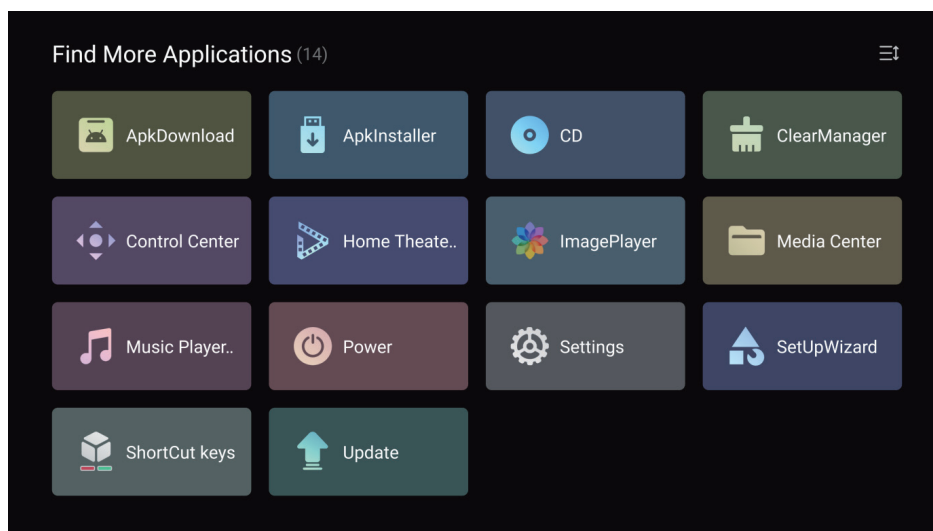 Find More Applications (14)
ApkDownload
ApkInstaller
CD
ClearManager
Control Center
Home Theate..
ImagePlayer
Media Center
Music Player..
Power
Settings
SetUpWizard
ShortCut keys
Update